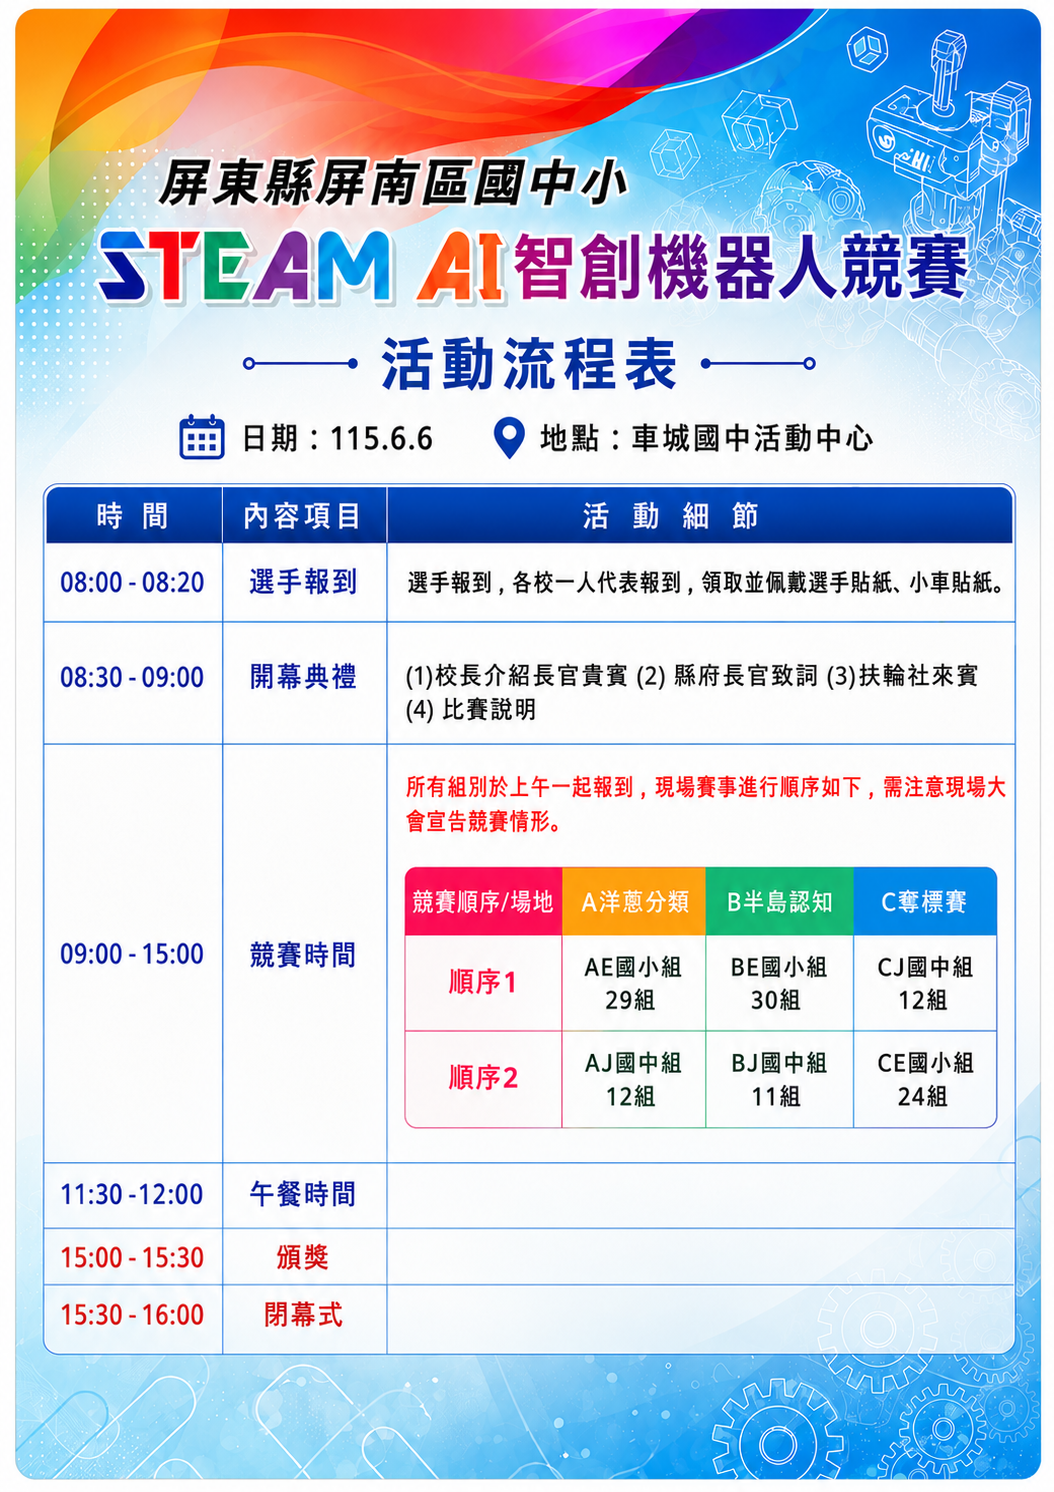 屏東縣屏南區國中小
STEAM AI智創機器人競賽
活動流程表
日期：115.6.6 地點：車城國中活動中心
時 間 內容項目 活 動 細 節
08:00 - 08:20 選手報到 選手報到，各校一人代表報到，領取並佩戴選手貼紙、小車貼紙。
08:30 - 09:00 開幕典禮 (1)校長介紹長官貴賓 (2) 縣府長官致詞 (3)扶輪社來賓
(4) 比賽說明
09:00 - 15:00 競賽時間
所有組別於上午一起報到，現場賽事進行順序如下，需注意現場大
會宣告競賽情形。
競賽順序/場地 A洋蔥分類 B半島認知 C奪標賽
順序1 AE國小組 BE國小組 CJ國中組
29組 30組 12組
順序2 AJ國中組 BJ國中組 CE國小組
12組 11組 24組
11:30 -12:00 午餐時間
15:00 - 15:30 頒獎
15:30 - 16:00 閉幕式